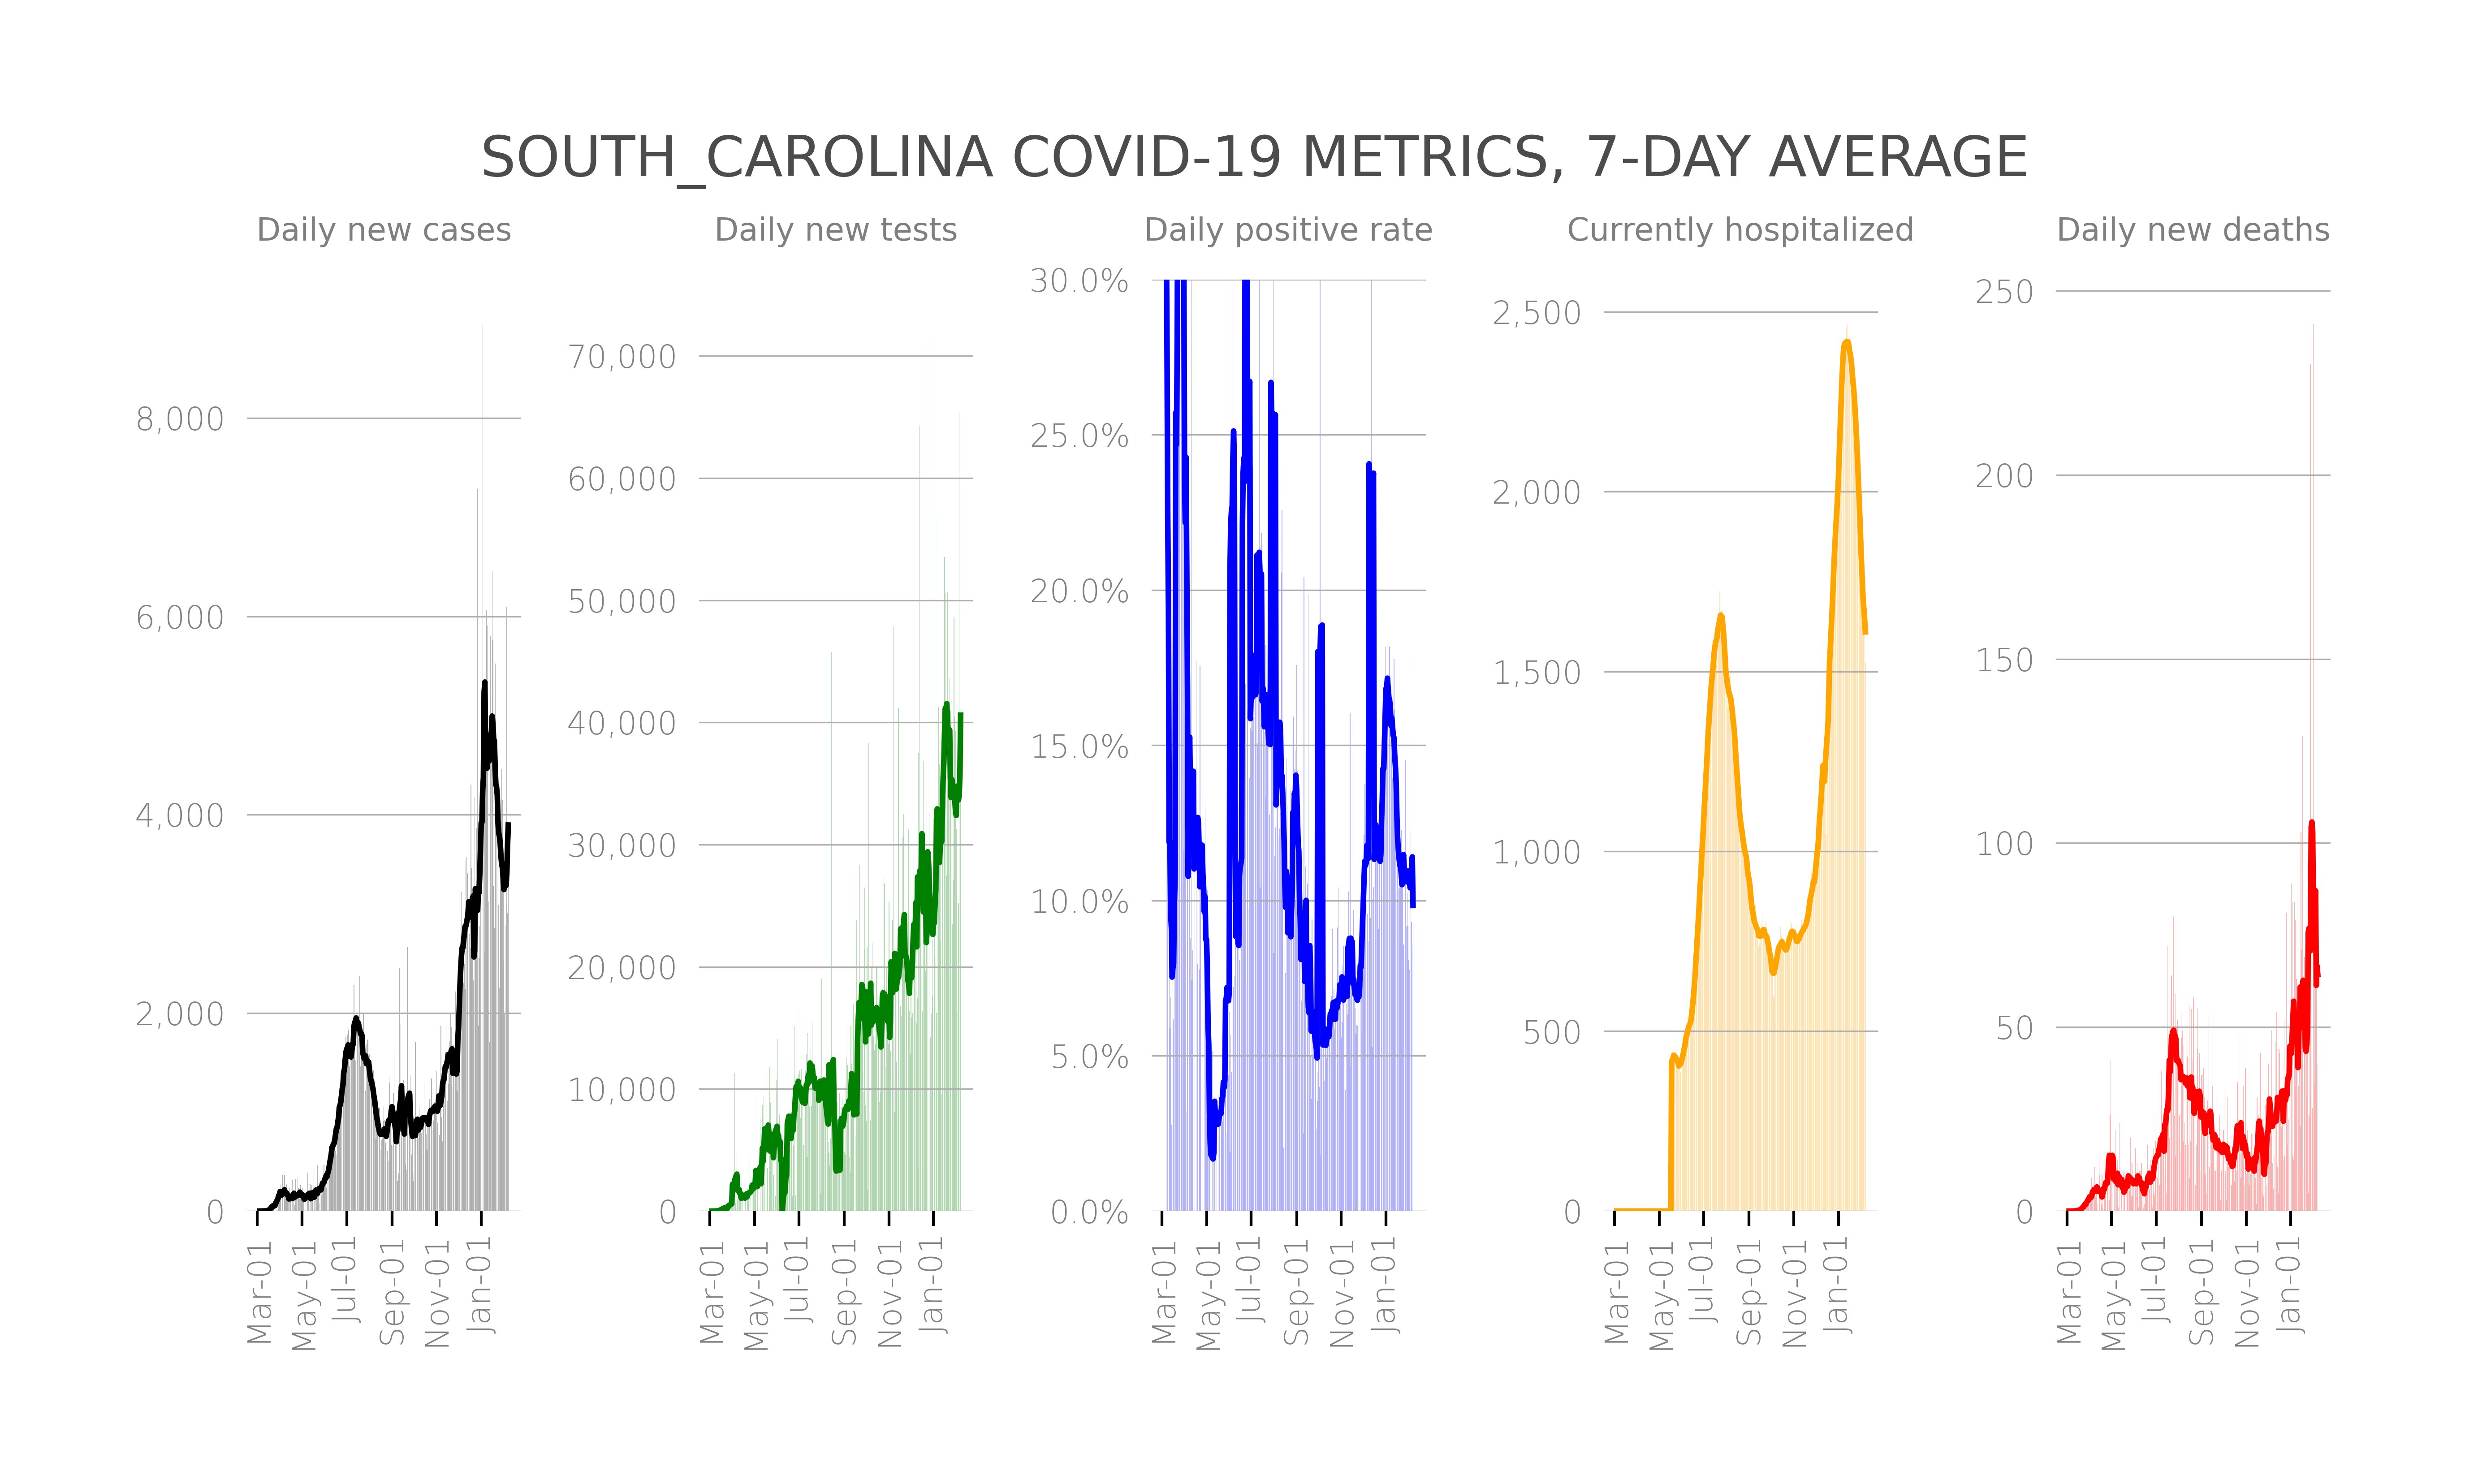 SOUTH_CAROLINA COVID-19 METRICS, 7-DAY AVERAGE
Daily new cases
8,000
6,000
4,000
2,000
0
Mar-01
May-01
Jul-01
Sep-01
Nov-01
Jan-01
Daily new tests
70,000
60,000
50,000
40,000
30,000
20,000
10,000
0
Mar-01
May-01
Jul-01
Sep-01
Nov-01
Jan-01
Daily positive rate
30.0%
25.0%
20.0%
15.0%
10.0%
5.0%
0.0%
Mar-01
May-01
Jul-01
Sep-01
Nov-01
Jan-01
Currently hospitalized
2,500
2,000
1,500
1,000
500
0
Mar-01
May-01
Jul-01
Sep-01
Nov-01
Jan-01
Daily new deaths
250
200
150
100
50
0
Mar-01
May-01
Jul-01
Sep-01
Nov-01
Jan-01